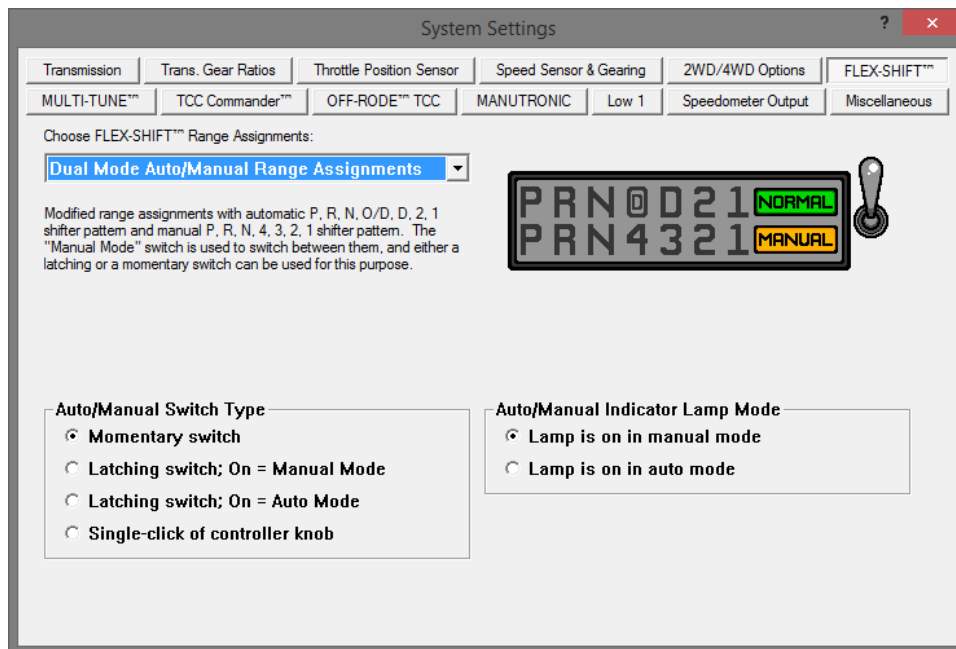 System Settings
?
×
Transmission
Trans. Gear Ratios
Throttle Position Sensor
Speed Sensor & Gearing
2WD/4WD Options
FLEX-SHIFT™
MULTI-TUNE™
TCC Commander™
OFF-RODE™ TCC
MANUTRONIC
Low 1
Speedometer Output
Miscellaneous
Choose FLEX-SHIFT™ Range Assignments:
Dual Mode Auto/Manual Range Assignments
Modified range assignments with automatic P, R, N, O/D, D, 2, 1
shifter pattern and manual P, R, N, 4, 3, 2, 1 shifter pattern. The
"Manual Mode" switch is used to switch between them, and either a
latching or a momentary switch can be used for this purpose.
P R N D D 2 1 NORMAL
P R N 4 3 2 1 MANUAL
Auto/Manual Switch Type
Momentary switch
Latching switch; On = Manual Mode
Latching switch; On = Auto Mode
Single-click of controller knob
Auto/Manual Indicator Lamp Mode
Lamp is on in manual mode
Lamp is on in auto mode